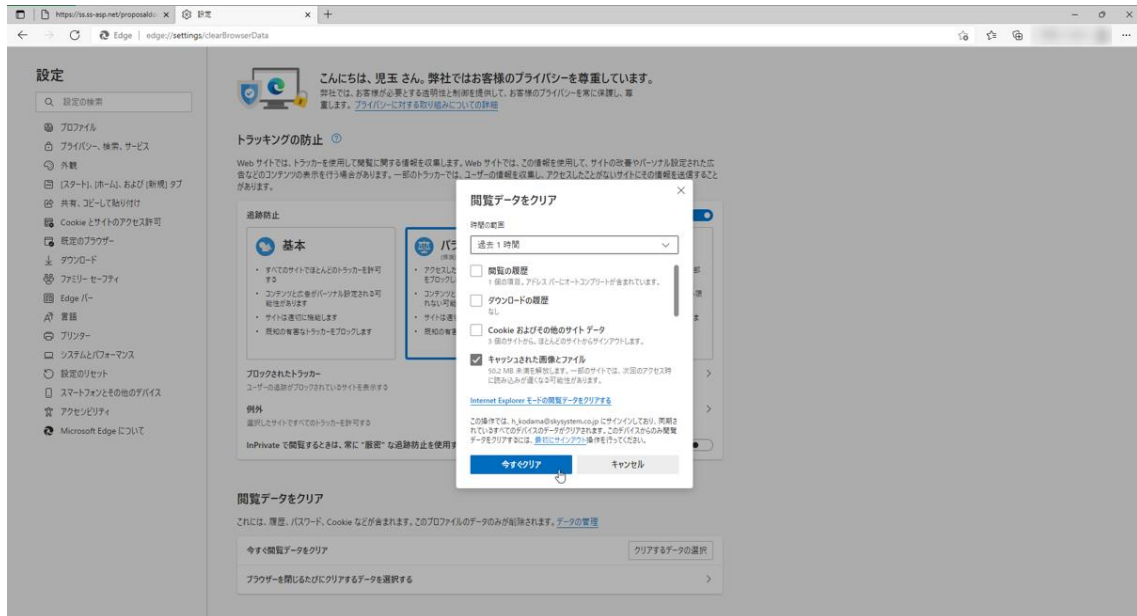 https://ss.ss-asp.net/proposaldo
設定
Edge | edge://settings/clearBrowserData
設定
設定の検索
プロファイル
プライバシー、検索、サービス
外観
[スタート]、[ホーム]、および [新規] タブ
共有、コピーして貼り付け
Cookie とサイトのアクセス許可
既定のブラウザー
ダウンロード
ファミリー セーフティ
Edge バー
言語
プリンター
システムとパフォーマンス
設定のリセット
スマートフォンとその他のデバイス
アクセシビリティ
Microsoft Edge について
こんにちは、児玉 さん。弊社ではお客様のプライバシーを尊重しています。
弊社では、お客様が必要とする透明性と制御を提供して、お客様のプライバシーを常に保護し、尊
重します。プライバシーに対する取り組みについての詳細
トラッキングの防止
Web サイトでは、トラッカーを使用して閲覧に関する情報を収集します。Web サイトでは、この情報を使用して、サイトの改善やパーソナル設定された広
告などのコンテンツの表示を行う場合があります。一部のトラッカーでは、ユーザーの情報を収集し、アクセスしたことがないサイトにその情報を送信すること
があります。
追跡防止
基本
すべてのサイトでほとんどのトラッカーを許可
する
コンテンツと広告がパーソナル設定される可
能性があります
サイトは適切に機能します
既知の有害なトラッカーをブロックします
バラ
アクセスした
をブロックし
コンテンツと
れない可能
サイトは適切
既知の有害
ブロックされたトラッカー
ユーザーの追跡がブロックされているサイトを表示する
例外
選択したサイトですべてのトラッカーを許可する
InPrivate で閲覧するときは、常に "厳密" な追跡防止を使用す
閲覧データをクリア
時間の範囲
過去 1 時間
閲覧の履歴
1 個の項目。アドレス バーにオートコンプリートが含まれています。
ダウンロードの履歴
なし
Cookie およびその他のサイト データ
3 個のサイトから。ほとんどのサイトからサインアウトします。
キャッシュされた画像とファイル
50.2 MB 未満を解放します。一部のサイトでは、次回のアクセス時
に読み込みが遅くなる可能性があります。
Internet Explorer モードの閲覧データをクリアする
この操作では、h_kodama@skysystem.co.jp にサインインしており、同期さ
れているすべてのデバイスのデータがクリアされます。このデバイスからのみ閲覧
データをクリアするには、最初にサインアウト操作を行ってください。
今すぐクリア
キャンセル
閲覧データをクリア
これには、履歴、パスワード、Cookie などが含まれます。このプロファイルのデータのみが削除されます。データの管理
今すぐ閲覧データをクリア
クリアするデータの選択
ブラウザーを閉じるたびにクリアするデータを選択する